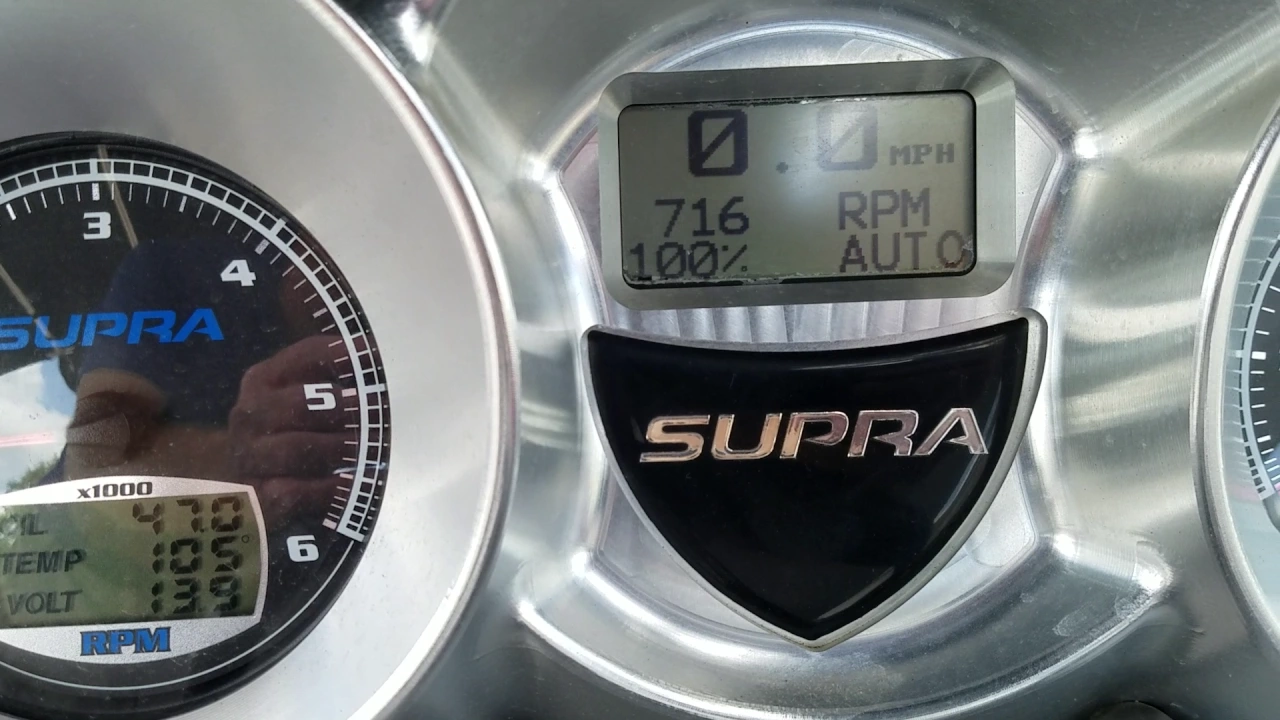 3
4
SUPRA
5
x1000
6
IL 47.0
TEMP 105°
VOLT 13.9
RPM
0.0 MPH
716 RPM
100% AUTO
SUPRA